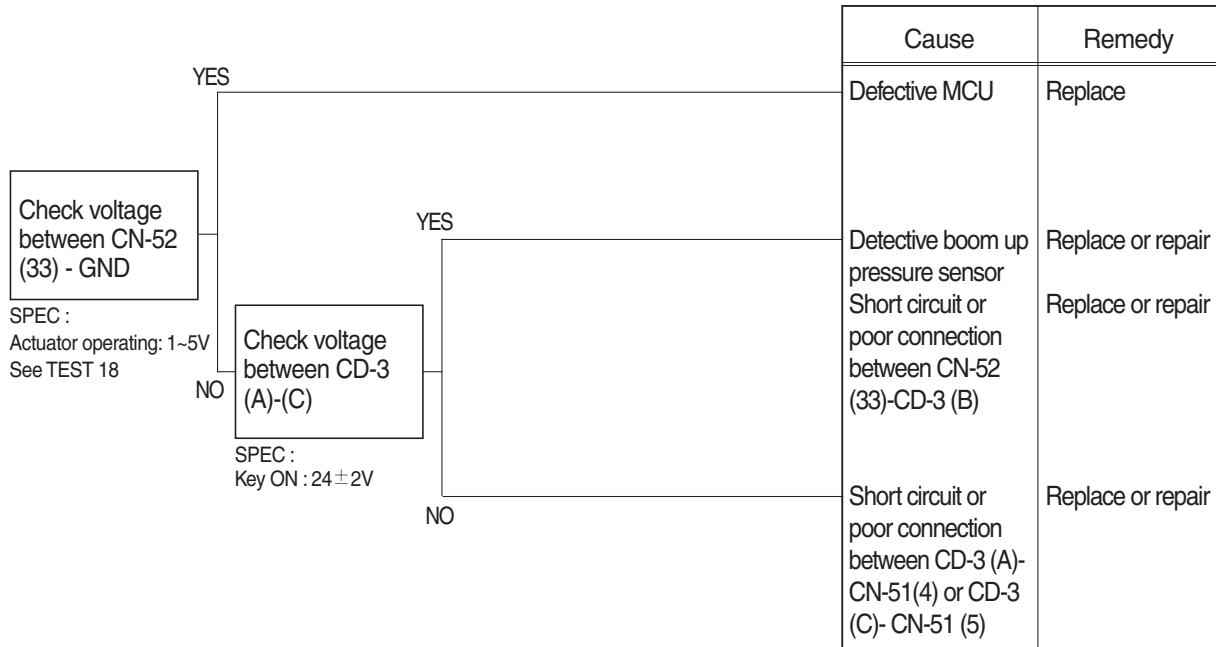 Cause Remedy
YES
Defective MCU Replace
Check voltage
between CN-52
(33) - GND
SPEC :
Actuator operating: 1~5V
See TEST 18
NO
Check voltage
between CD-3
(A)-(C)
SPEC :
Key ON : 24±2V
YES
Detective boom up Replace or repair
pressure sensor
Short circuit or Replace or repair
poor connection
between CN-52
(33)-CD-3 (B)
NO
Short circuit or Replace or repair
poor connection
between CD-3 (A)-
CN-51(4) or CD-3
(C)- CN-51 (5)